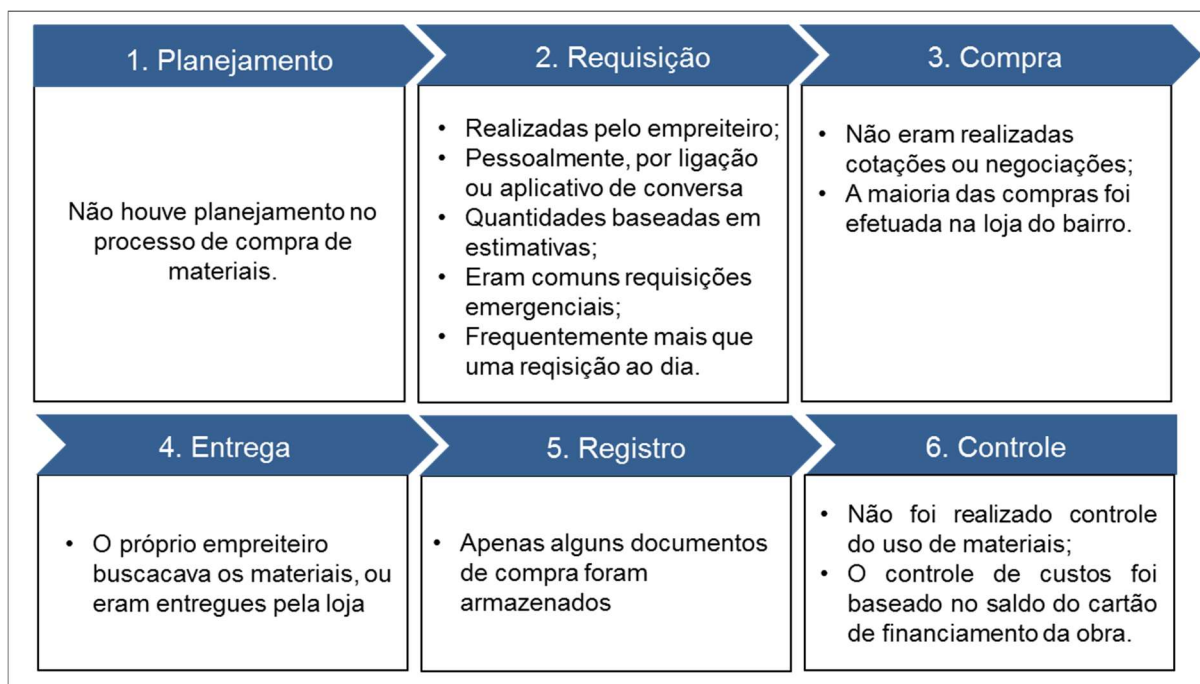 1. Planejamento
Não houve planejamento no
processo de compra de
materiais.
2. Requisição
• Realizadas pelo empreiteiro;
• Pessoalmente, por ligação
ou aplicativo de conversa
• Quantidades baseadas em
estimativas;
• Eram comuns requisições
emergenciais;
• Frequentemente mais que
uma reqisição ao dia.
3. Compra
• Não eram realizadas
cotações ou negociações;
• A maioria das compras foi
efetuada na loja do bairro.
4. Entrega
• O próprio empreiteiro
buscacava os materiais, ou
eram entregues pela loja
5. Registro
• Apenas alguns documentos
de compra foram
armazenados
6. Controle
• Não foi realizado controle
do uso de materiais;
• O controle de custos foi
baseado no saldo do cartão
de financiamento da obra.